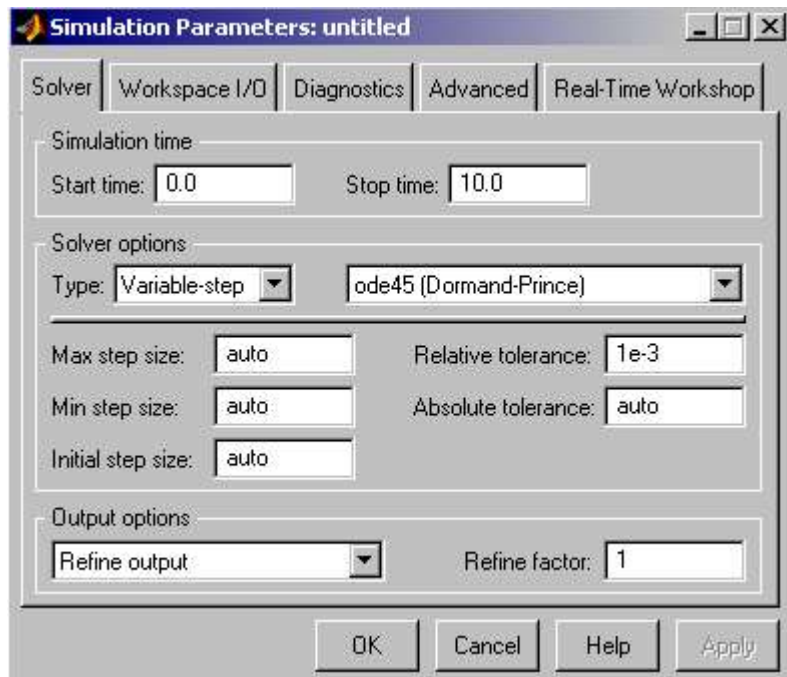 Simulation Parameters: untitled
Solver Workspace I/O Diagnostics Advanced Real-Time Workshop
Simulation time
Start time: 0.0 Stop time: 10.0
Solver options
Type: Variable-step ode45 (Dormand-Prince)
Max step size: auto Relative tolerance: 1e-3
Min step size: auto Absolute tolerance: auto
Initial step size: auto
Output options
Refine output Refine factor: 1
OK Cancel Help Apply